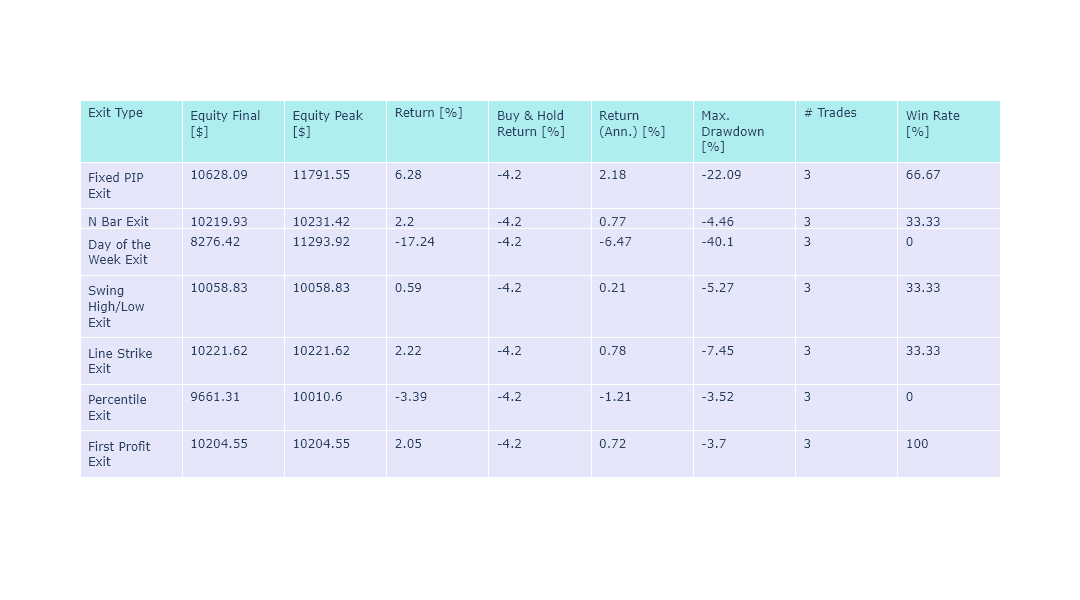 Exit Type Equity Final [$] Equity Peak [$] Return [%] Buy & Hold Return [%] Return (Ann.) [%] Max. Drawdown [%] # Trades Win Rate [%]
Fixed PIP Exit 10628.09 11791.55 6.28 -4.2 2.18 -22.09 3 66.67
N Bar Exit 10219.93 10231.42 2.2 -4.2 0.77 -4.46 3 33.33
Day of the Week Exit 8276.42 11293.92 -17.24 -4.2 -6.47 -40.1 3 0
Swing High/Low Exit 10058.83 10058.83 0.59 -4.2 0.21 -5.27 3 33.33
Line Strike Exit 10221.62 10221.62 2.22 -4.2 0.78 -7.45 3 33.33
Percentile Exit 9661.31 10010.6 -3.39 -4.2 -1.21 -3.52 3 0
First Profit Exit 10204.55 10204.55 2.05 -4.2 0.72 -3.7 3 100